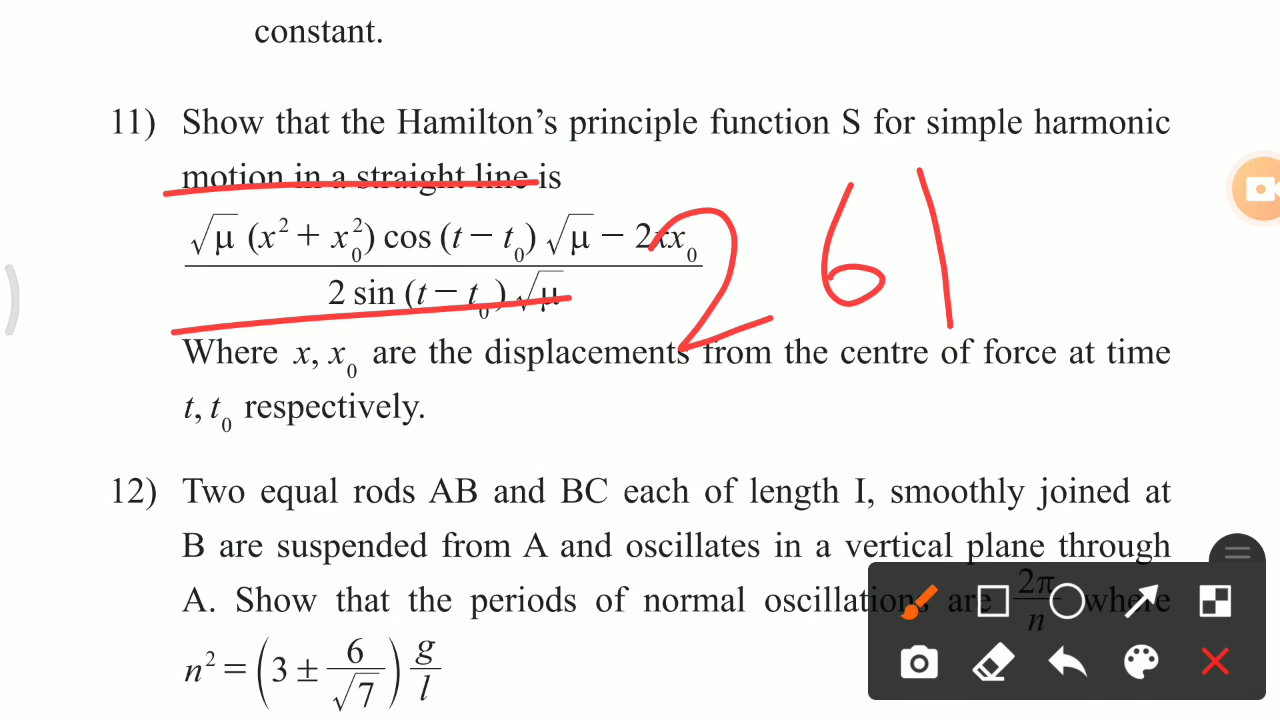 constant.
11) Show that the Hamilton's principle function S for simple harmonic
motion in a straight line is
√μ (x² + x₀²) cos (t − t₀) √μ − 2xx₀
2 sin (t − t₀) √μ
261
Where x, x₀ are the displacements from the centre of force at time
t, t₀ respectively.
12) Two equal rods AB and BC each of length I, smoothly joined at
B are suspended from A and oscillates in a vertical plane through
A. Show that the periods of normal oscillations are 2π/n where
n² = (3 ± 6/√7) g/l